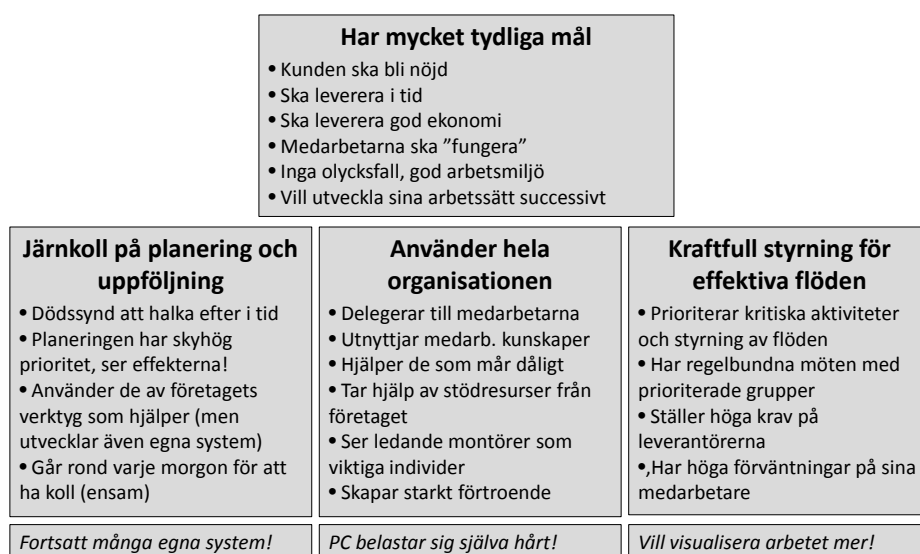 Har mycket tydliga mål
• Kunden ska bli nöjd
• Ska leverera i tid
• Ska leverera god ekonomi
• Medarbetarna ska ”fungera”
• Inga olycksfall, god arbetsmiljö
• Vill utveckla sina arbetssätt successivt
Järnkoll på planering och
uppföljning
• Dödssynd att halka efter i tid
• Planeringen har skyhög
prioritet, ser effekterna!
• Använder de av företagets
verktyg som hjälper (men
utvecklar även egna system)
• Går rond varje morgon för att
ha koll (ensam)
Fortsatt många egna system!
Använder hela
organisationen
• Delegerar till medarbetarna
• Utnyttjar medarb. kunskaper
• Hjälper de som mår dåligt
• Tar hjälp av stödresurser från
företaget
• Ser ledande montörer som
viktiga individer
• Skapar starkt förtroende
PC belastar sig själva hårt!
Kraftfull styrning för
effektiva flöden
• Prioriterar kritiska aktiviteter
och styrning av flöden
• Har regelbundna möten med
prioriterade grupper
• Ställer höga krav på
leverantörerna
•,Har höga förväntningar på sina
medarbetare
Vill visualisera arbetet mer!